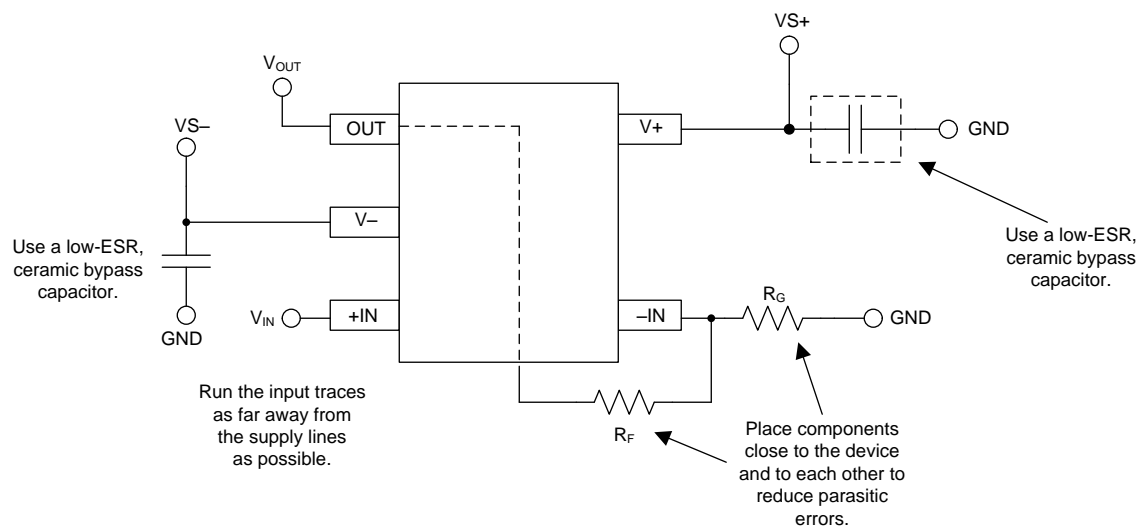 VS+
VOUT
VS–
OUT
V+
GND
V–
Use a low-ESR,
ceramic bypass
capacitor.
Use a low-ESR,
ceramic bypass
capacitor.
GND
VIN
+IN
–IN
RG
GND
Run the input traces
as far away from
the supply lines
as possible.
RF
Place components
close to the device
and to each other to
reduce parasitic
errors.